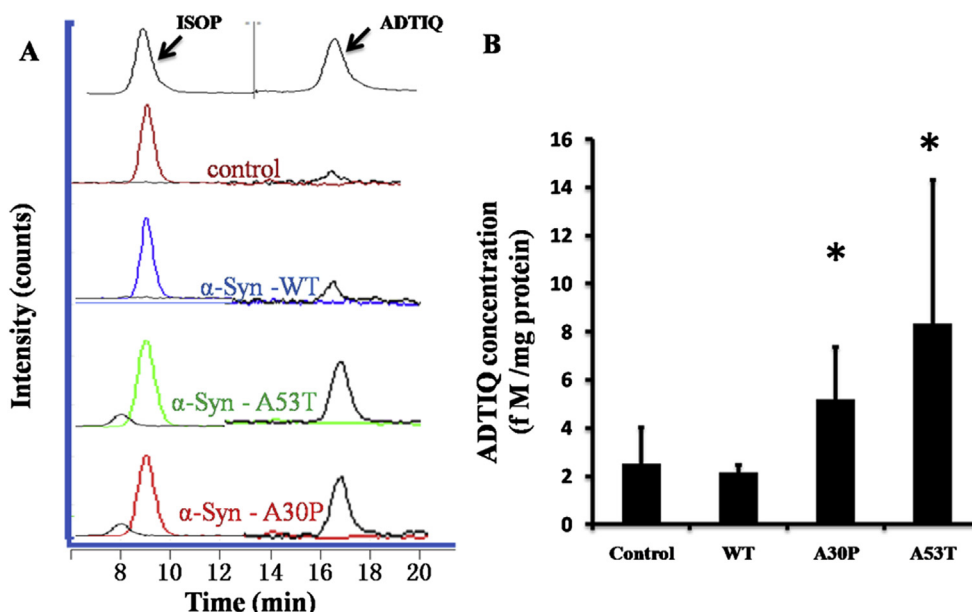 A
ISOP
ADTIQ
control
α-Syn -WT
α-Syn - A53T
α-Syn - A30P
Intensity (counts)
8 10 12 14 16 18 20
Time (min)
B
*
*
ADTIQ concentration
(f M /mg protein)
16
14
12
10
8
6
4
2
0
Control WT A30P A53T